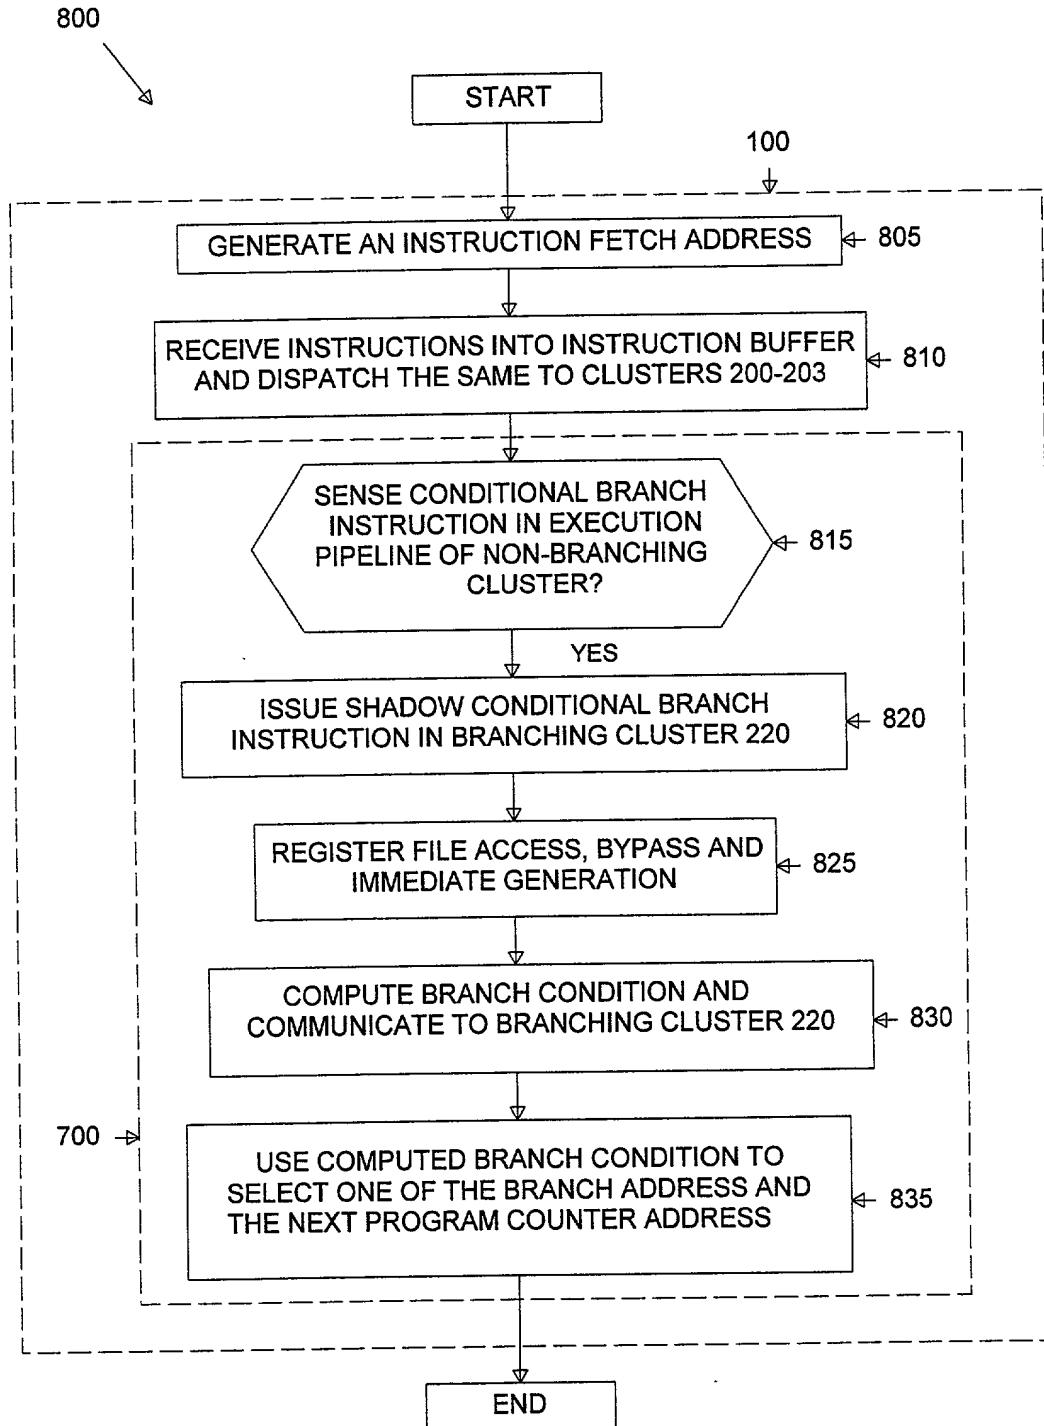 800
START
100
GENERATE AN INSTRUCTION FETCH ADDRESS
805
RECEIVE INSTRUCTIONS INTO INSTRUCTION BUFFER
AND DISPATCH THE SAME TO CLUSTERS 200-203
810
SENSE CONDITIONAL BRANCH
INSTRUCTION IN EXECUTION
PIPELINE OF NON-BRANCHING
CLUSTER?
815
YES
ISSUE SHADOW CONDITIONAL BRANCH
INSTRUCTION IN BRANCHING CLUSTER 220
820
REGISTER FILE ACCESS, BYPASS AND
IMMEDIATE GENERATION
825
COMPUTE BRANCH CONDITION AND
COMMUNICATE TO BRANCHING CLUSTER 220
830
700
USE COMPUTED BRANCH CONDITION TO
SELECT ONE OF THE BRANCH ADDRESS AND
THE NEXT PROGRAM COUNTER ADDRESS
835
END